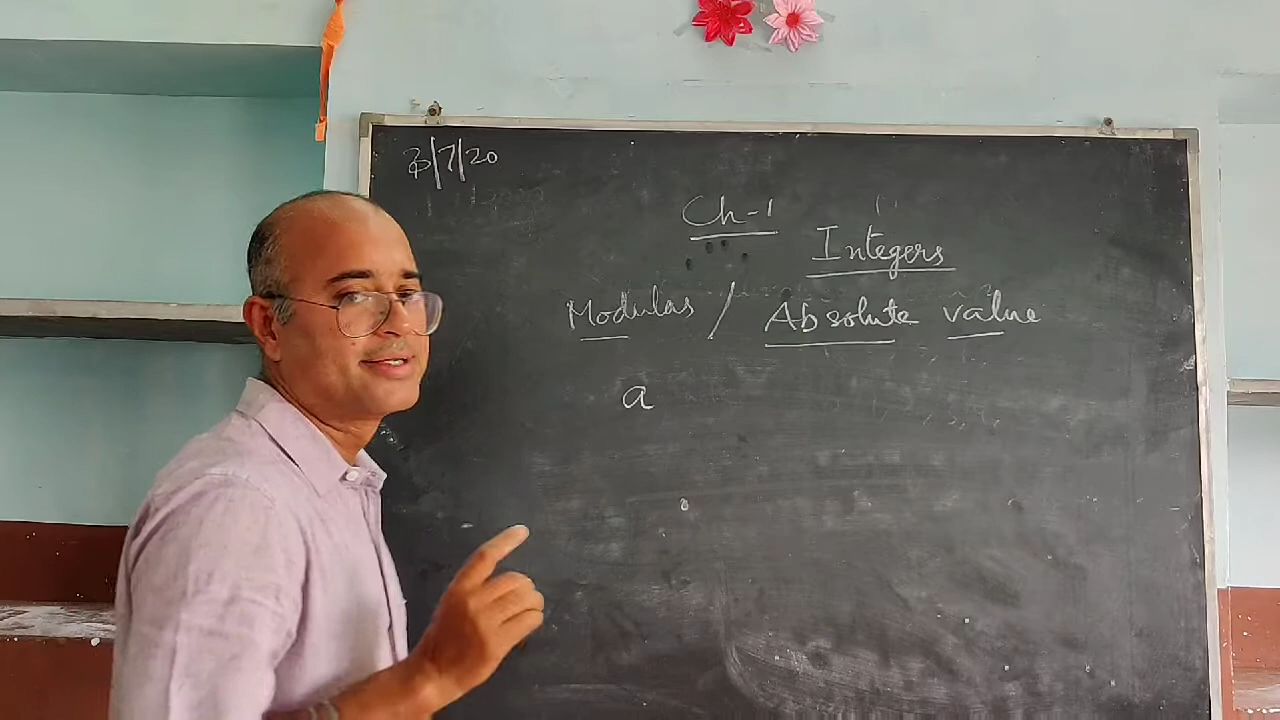 3/7/20
Ch-1
Integers
Modulas / Absolute value
a